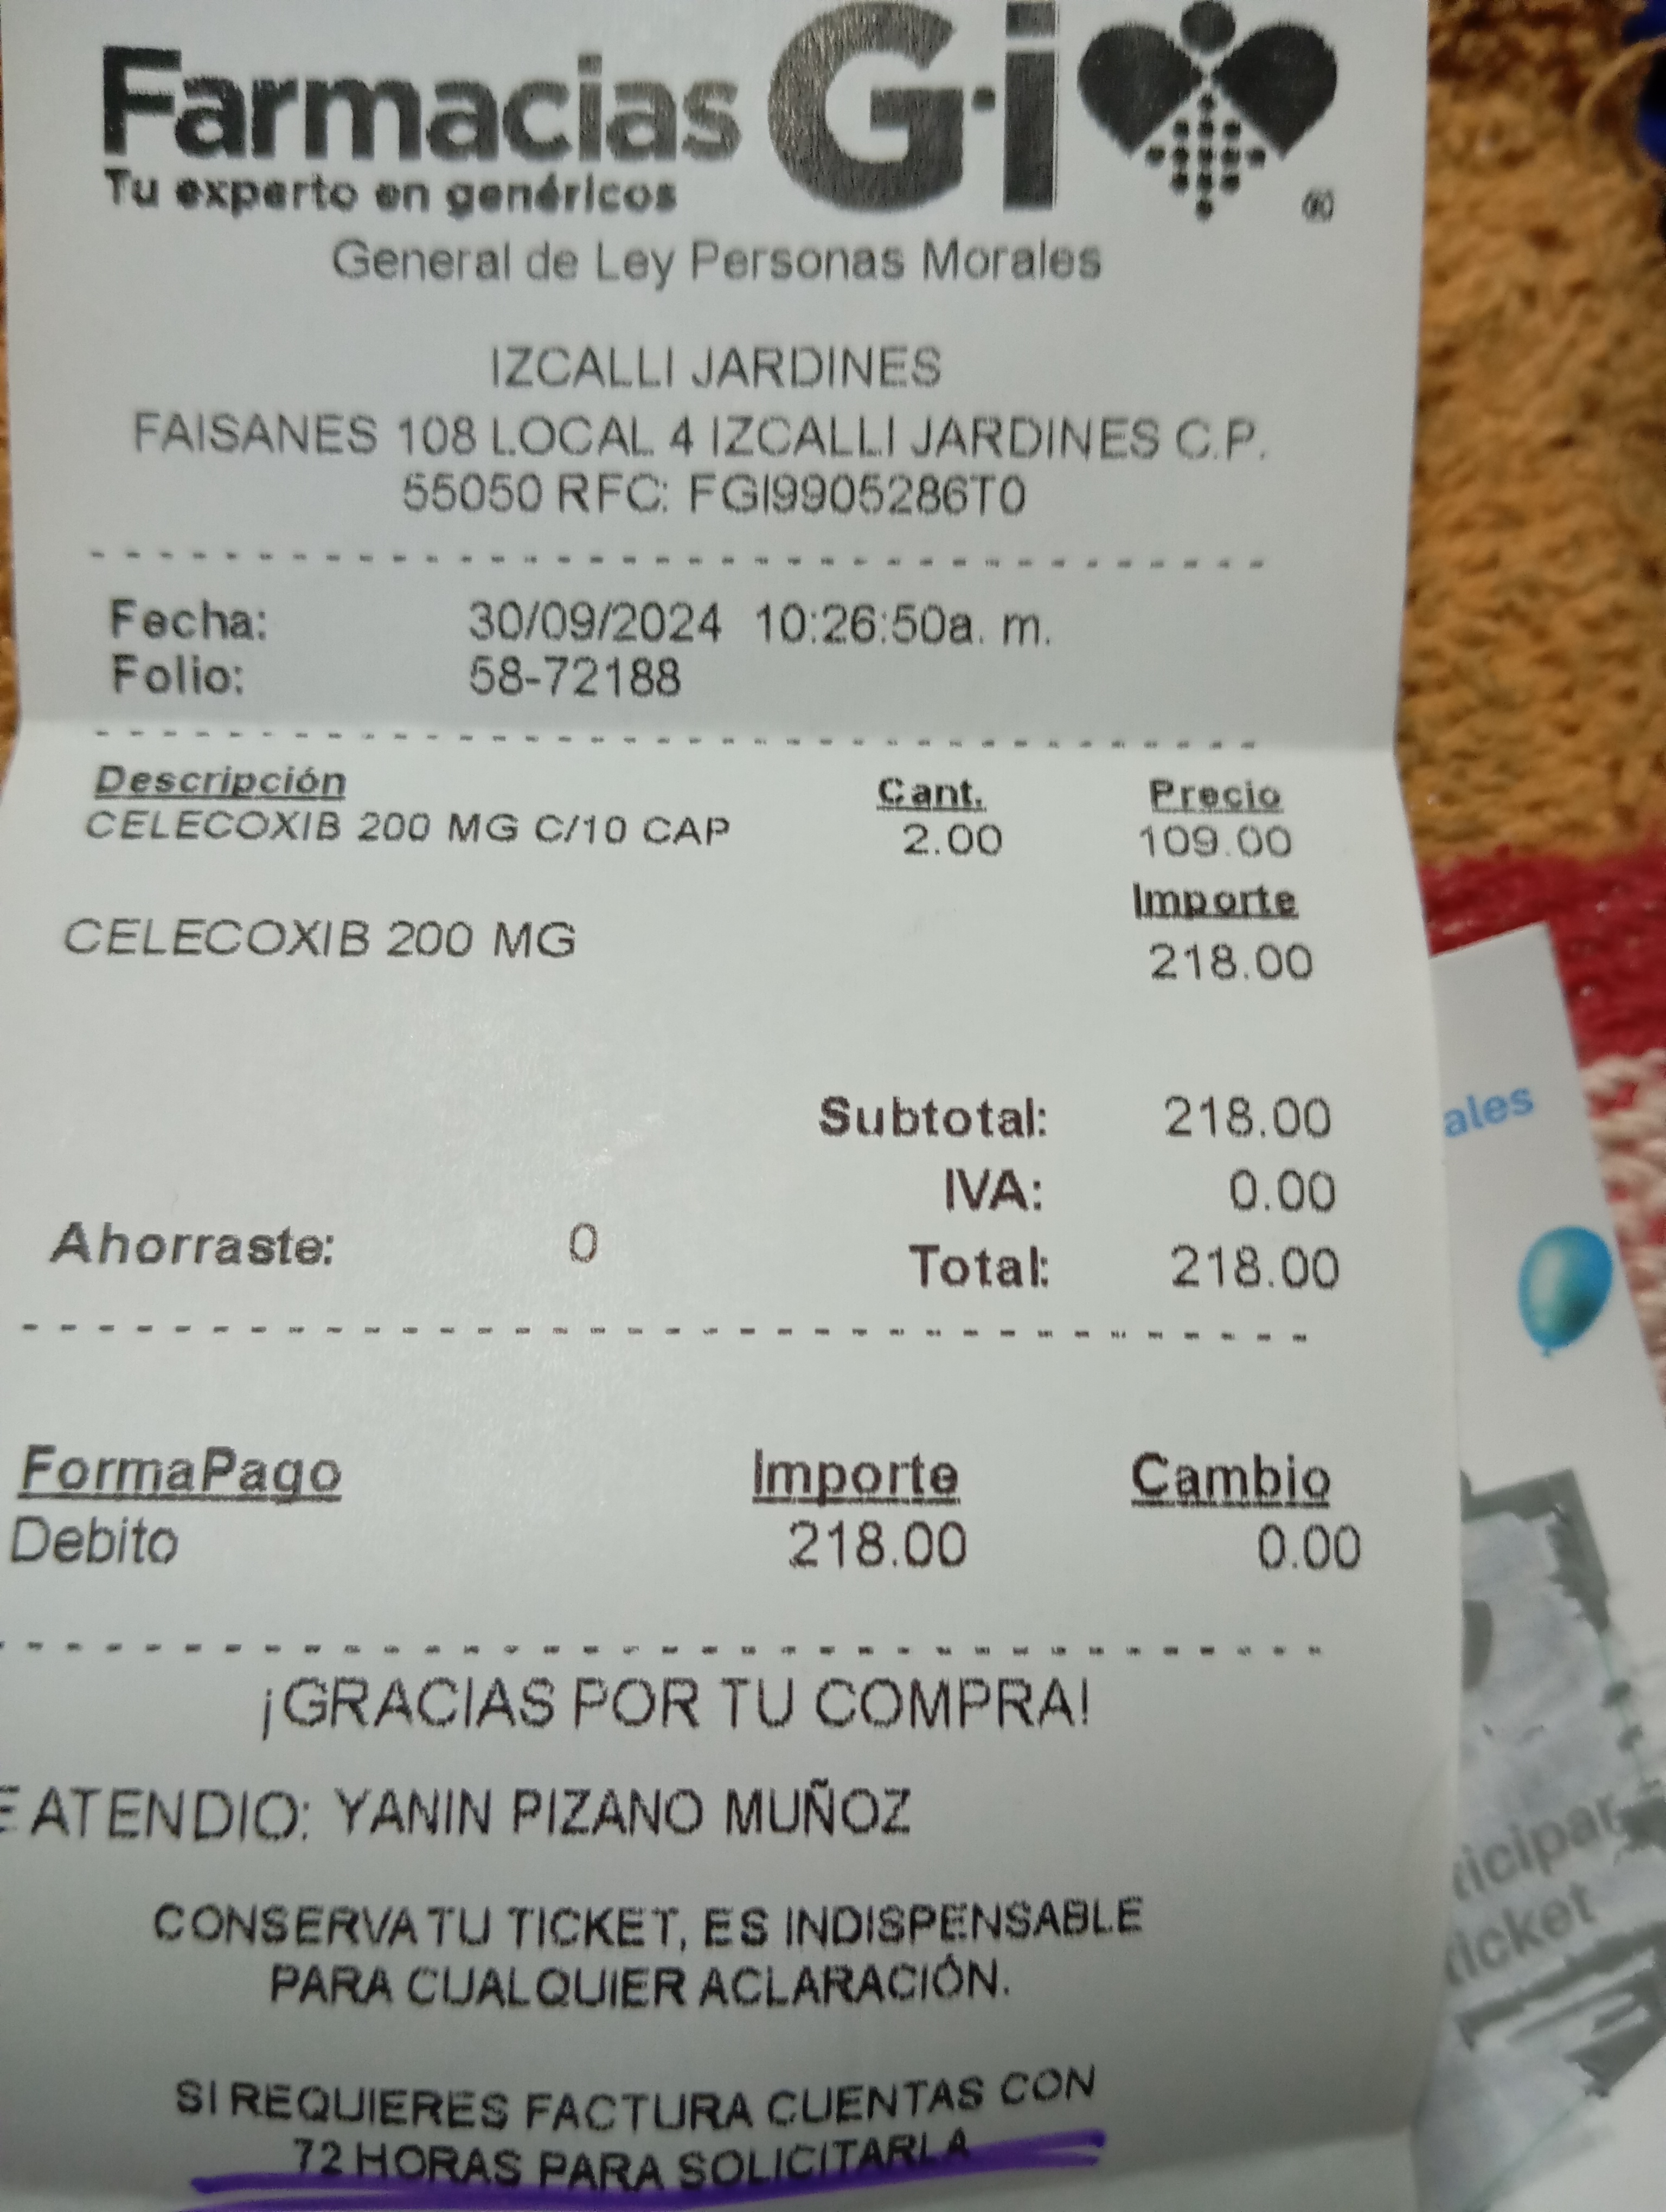 Farmacias G·i
Tu experto en genéricos
General de Ley Personas Morales
IZCALLI JARDINES
FAISANES 108 LOCAL 4 IZCALLI JARDINES C.P.
55050 RFC: FGI9905286T0
Fecha: 30/09/2024 10:26:50a. m.
Folio: 58-72188
Descripción Cant. Precio
CELECOXIB 200 MG C/10 CAP 2.00 109.00
Importe
CELECOXIB 200 MG 218.00
Subtotal: 218.00
IVA: 0.00
Ahorraste: 0 Total: 218.00
FormaPago Importe Cambio
Debito 218.00 0.00
¡GRACIAS POR TU COMPRA!
E ATENDIO: YANIN PIZANO MUÑOZ
CONSERVA TU TICKET, ES INDISPENSABLE
PARA CUALQUIER ACLARACIÓN.
SI REQUIERES FACTURA CUENTAS CON
72 HORAS PARA SOLICITARLA
ales
ticipar
ticket